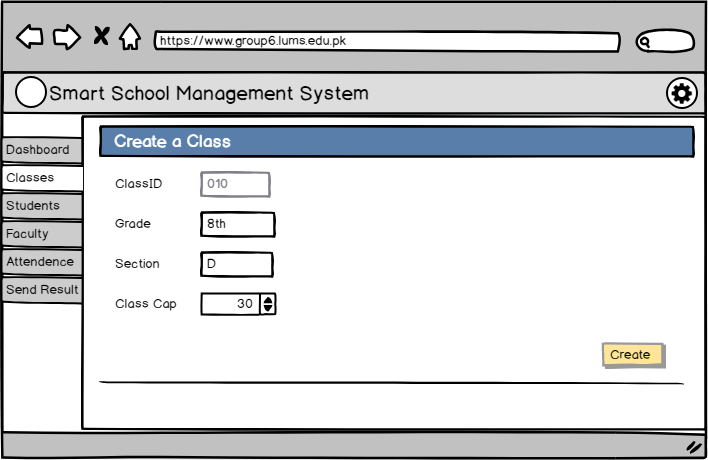 https://www.group6.lums.edu.pk
Smart School Management System
Dashboard
Classes
Students
Faculty
Attendence
Send Result
Create a Class
ClassID 010
Grade 8th
Section D
Class Cap 30
Create